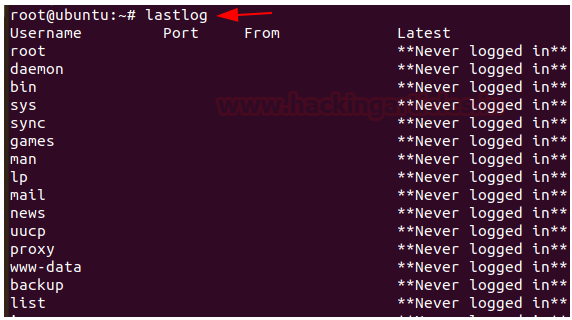 root@ubuntu:~# lastlog
Username Port From Latest
root **Never logged in**
daemon **Never logged in**
bin **Never logged in**
sys **Never logged in**
sync **Never logged in**
games **Never logged in**
man **Never logged in**
lp **Never logged in**
mail **Never logged in**
news **Never logged in**
uucp **Never logged in**
proxy **Never logged in**
www-data **Never logged in**
backup **Never logged in**
list **Never logged in**